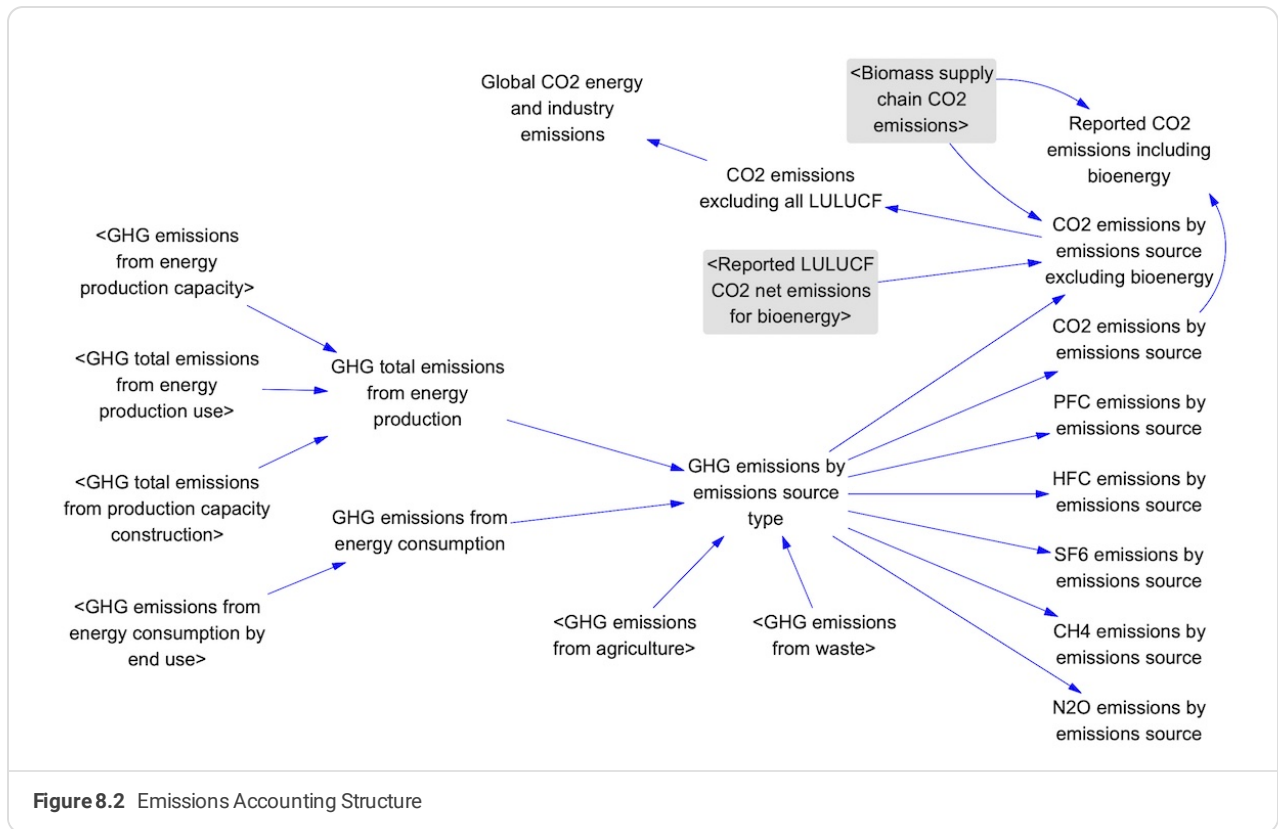 Global CO2 energy
and industry
emissions
<Biomass supply
chain CO2
emissions>
Reported CO2
emissions including
bioenergy
CO2 emissions
excluding all LULUCF
CO2 emissions by
emissions source
excluding bioenergy
<Reported LULUCF
CO2 net emissions
for bioenergy>
<GHG emissions
from energy
production capacity>
<GHG total emissions
from energy
production use>
<GHG total emissions
from production capacity
construction>
<GHG emissions from
energy consumption by
end use>
GHG total emissions
from energy
production
GHG emissions from
energy consumption
GHG emissions by
emissions source
type
<GHG emissions
from agriculture>
<GHG emissions
from waste>
CO2 emissions by
emissions source
PFC emissions by
emissions source
HFC emissions by
emissions source
SF6 emissions by
emissions source
CH4 emissions by
emissions source
N2O emissions by
emissions source
Figure 8.2 Emissions Accounting Structure